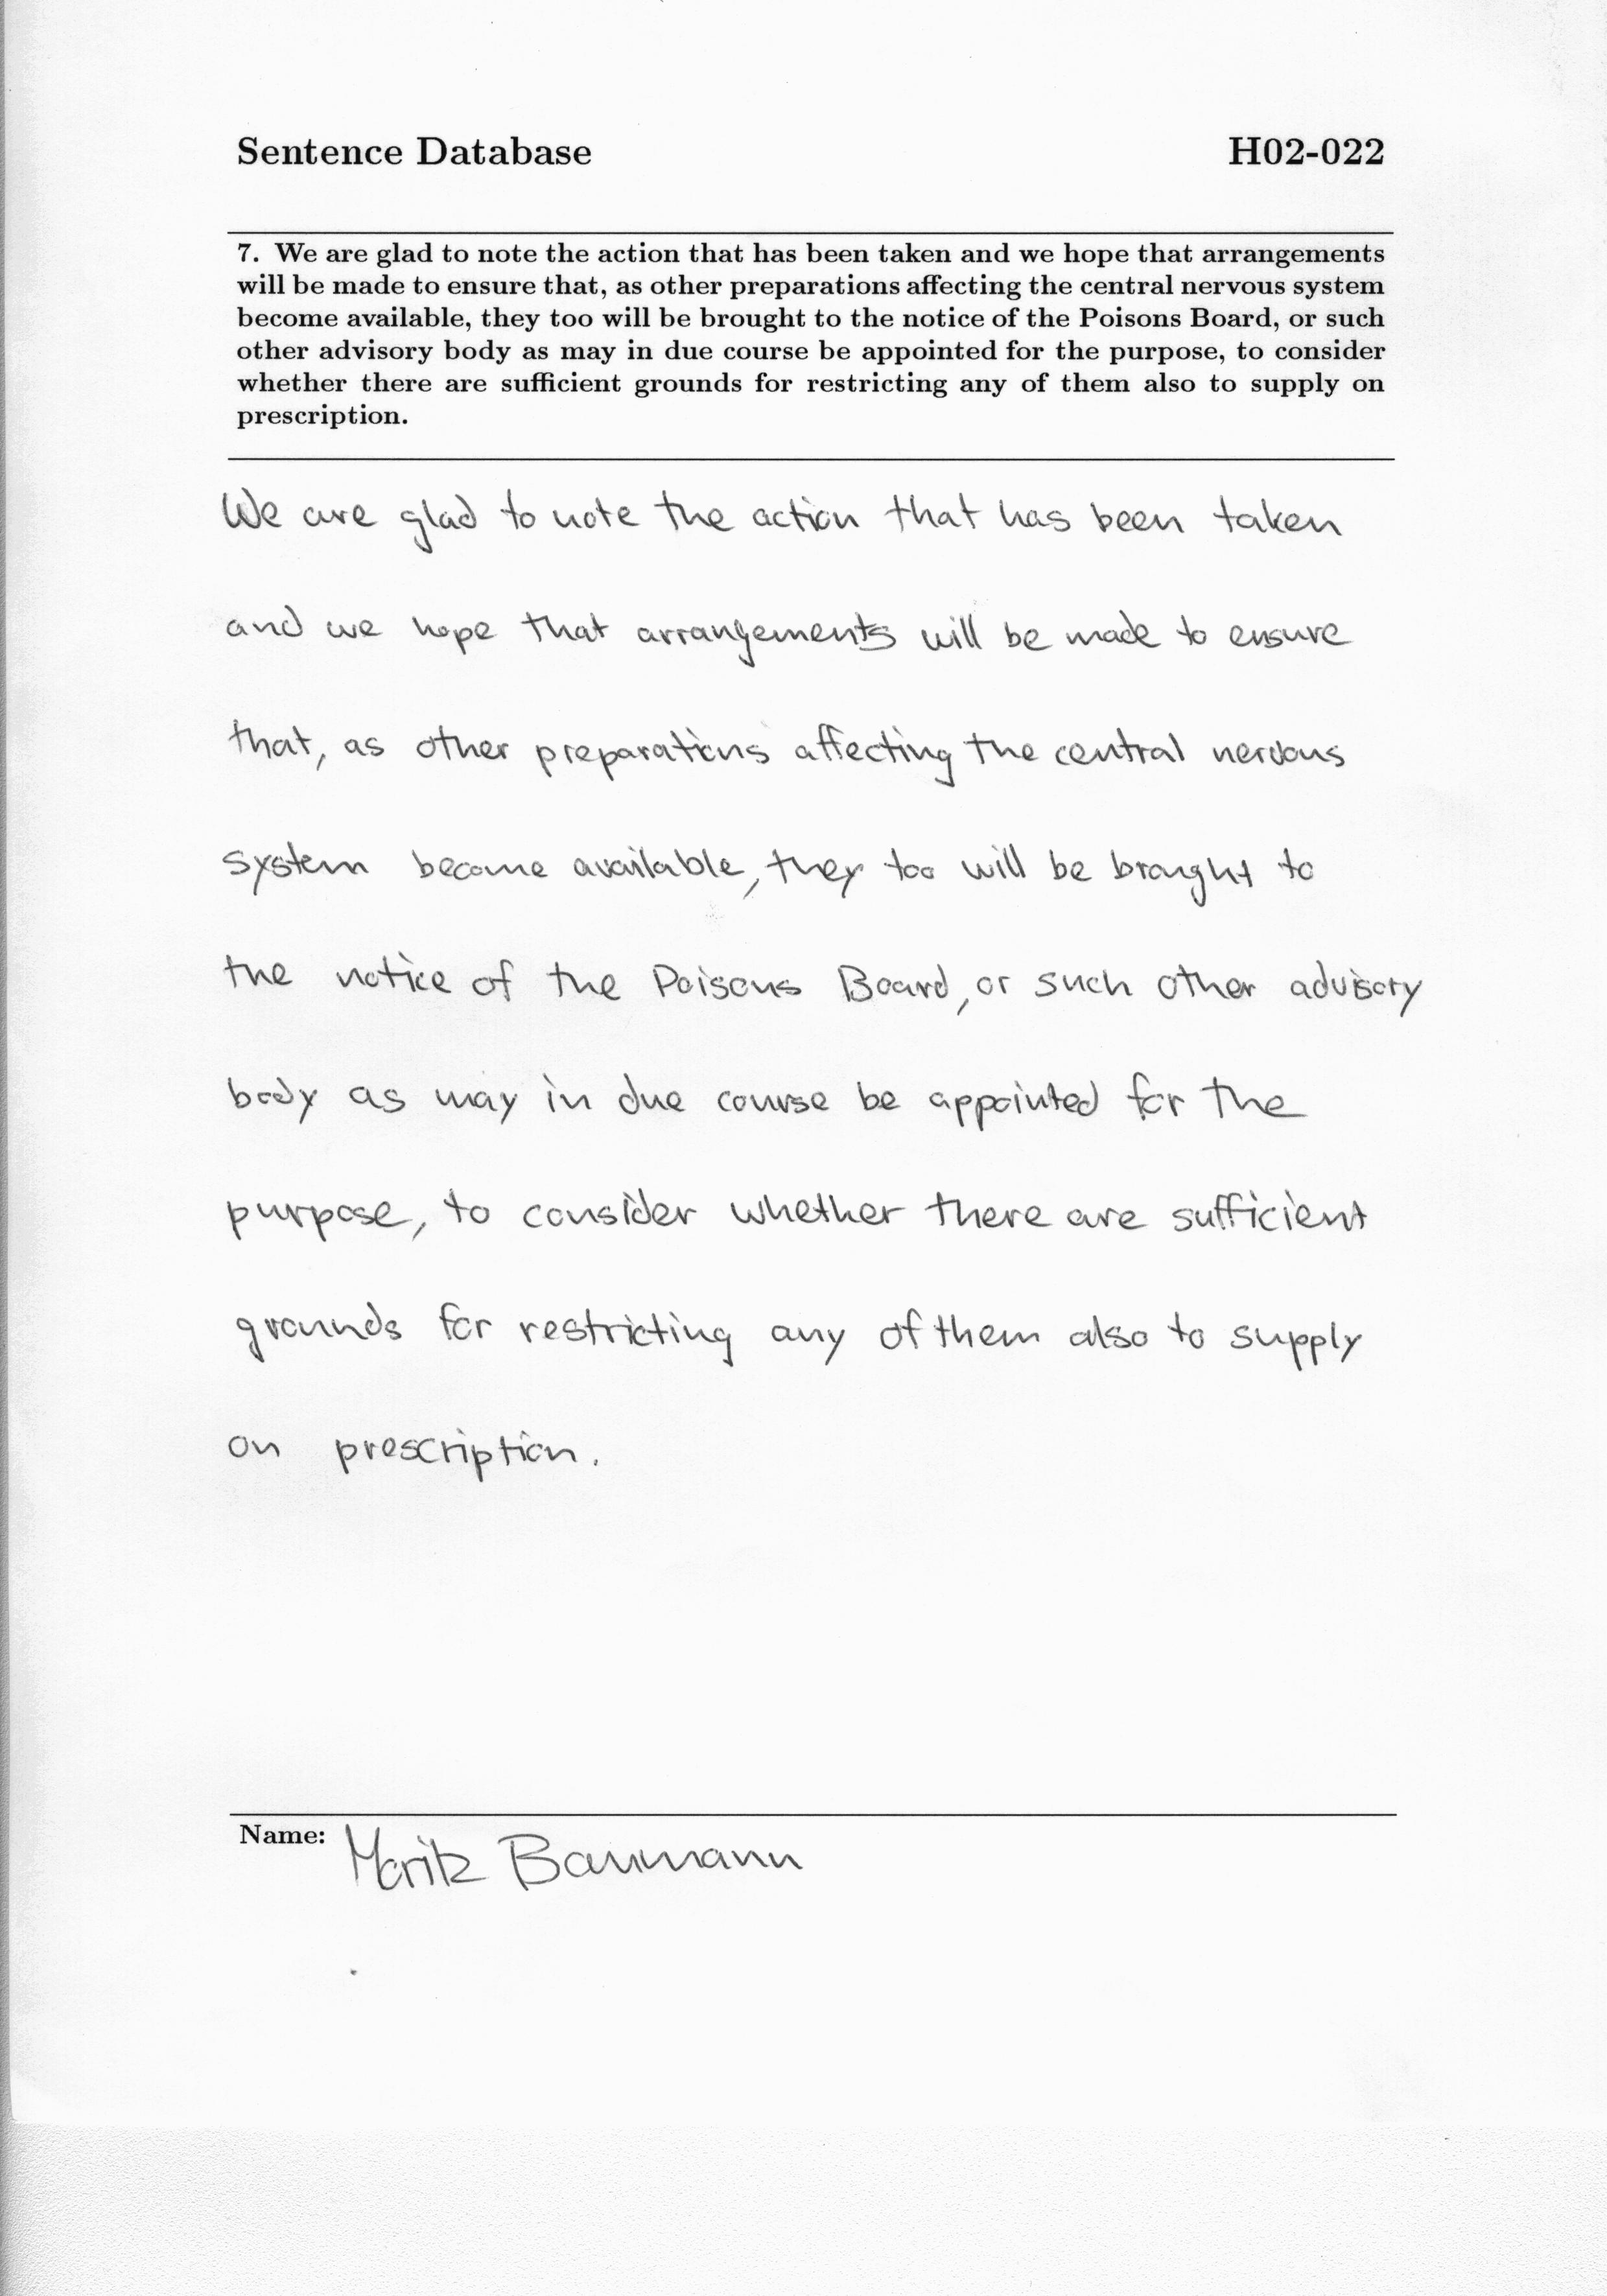 Sentence Database H02-022
7. We are glad to note the action that has been taken and we hope that arrangements
will be made to ensure that, as other preparations affecting the central nervous system
become available, they too will be brought to the notice of the Poisons Board, or such
other advisory body as may in due course be appointed for the purpose, to consider
whether there are sufficient grounds for restricting any of them also to supply on
prescription.
We are glad to note the action that has been taken
and we hope that arrangements will be made to ensure
that, as other preparations affecting the central nervous
system become available, they too will be brought to
the notice of the Poisons Board, or such other advisory
body as may in due course be appointed for the
purpose, to consider whether there are sufficient
grounds for restricting any of them also to supply
on prescription.
Name: Moritz Baumann